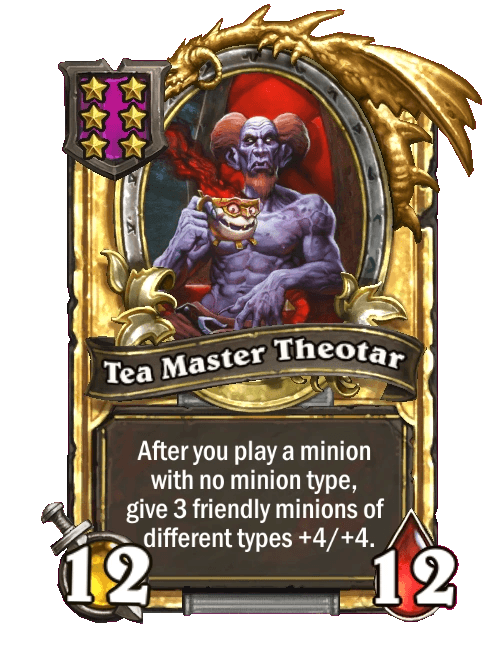 Tea Master Theotar
After you play a minion
with no minion type,
give 3 friendly minions of
different types +4/+4.
12 12